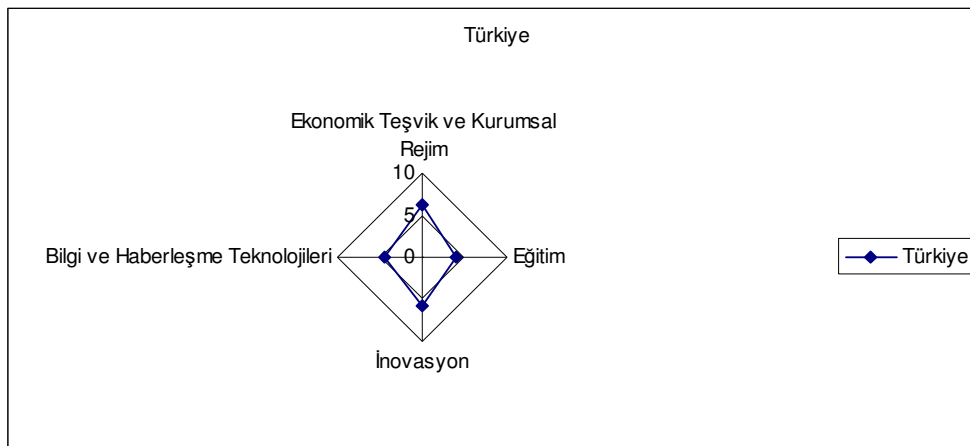 Türkiye
Ekonomik Teşvik ve Kurumsal
Rejim
10
5
0
Bilgi ve Haberleşme Teknolojileri
Eğitim
İnovasyon
Türkiye